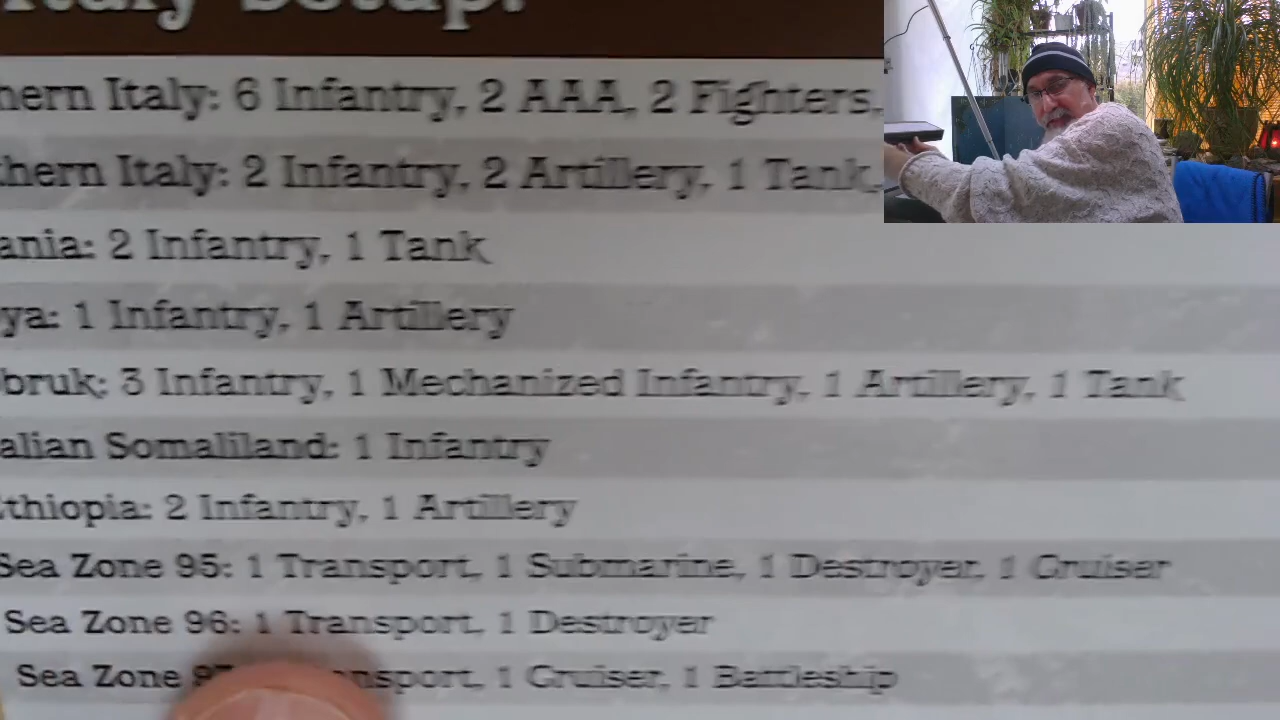 Italy Setup:
hern Italy: 6 Infantry, 2 AAA, 2 Fighters,
thern Italy: 2 Infantry, 2 Artillery, 1 Tank,
ania: 2 Infantry, 1 Tank
ya: 1 Infantry, 1 Artillery
obruk: 3 Infantry, 1 Mechanized Infantry, 1 Artillery, 1 Tank
alian Somaliland: 1 Infantry
Ethiopia: 2 Infantry, 1 Artillery
Sea Zone 95: 1 Transport, 1 Submarine, 1 Destroyer, 1 Cruiser
Sea Zone 96: 1 Transport, 1 Destroyer
Sea Zone nsport, 1 Cruiser, 1 Battleship